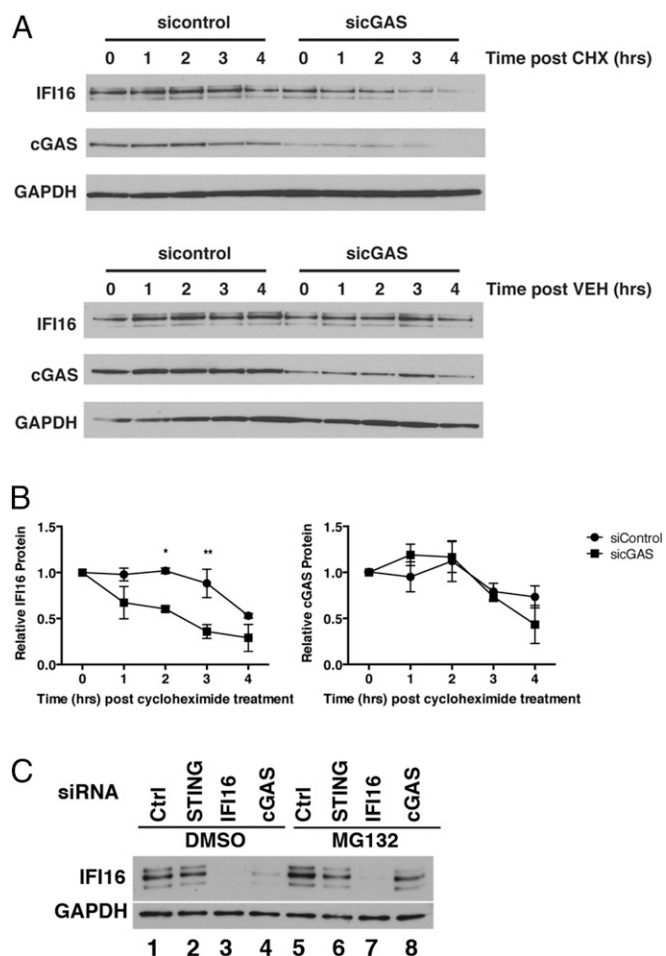 A
sicontrol sicGAS
0 1 2 3 4 0 1 2 3 4 Time post CHX (hrs)
IFI16
cGAS
GAPDH
sicontrol sicGAS
0 1 2 3 4 0 1 2 3 4 Time post VEH (hrs)
IFI16
cGAS
GAPDH
B
Relative IFI16 Protein
1.5
1.0
0.5
0.0
* **
0 1 2 3 4
Time (hrs) post cycloheximide treatment
Relative cGAS Protein
1.5
1.0
0.5
0.0
0 1 2 3 4
Time (hrs) post cycloheximide treatment
siControl
sicGAS
C
siRNA Ctrl STING IFI16 cGAS Ctrl STING IFI16 cGAS
DMSO MG132
IFI16
GAPDH
1 2 3 4 5 6 7 8